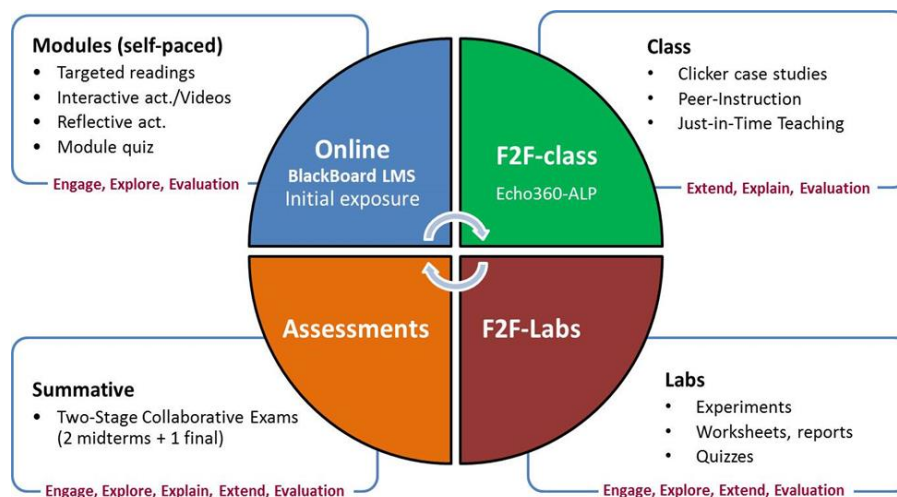 Modules (self-paced)
• Targeted readings
• Interactive act./Videos
• Reflective act.
• Module quiz
Engage, Explore, Evaluation
Online
BlackBoard LMS
Initial exposure
F2F-class
Echo360-ALP
Class
• Clicker case studies
• Peer-Instruction
• Just-in-Time Teaching
Extend, Explain, Evaluation
Assessments
F2F-Labs
Summative
• Two-Stage Collaborative Exams
(2 midterms + 1 final)
Engage, Explore, Explain, Extend, Evaluation
Labs
• Experiments
• Worksheets, reports
• Quizzes
Engage, Explore, Extend, Evaluation